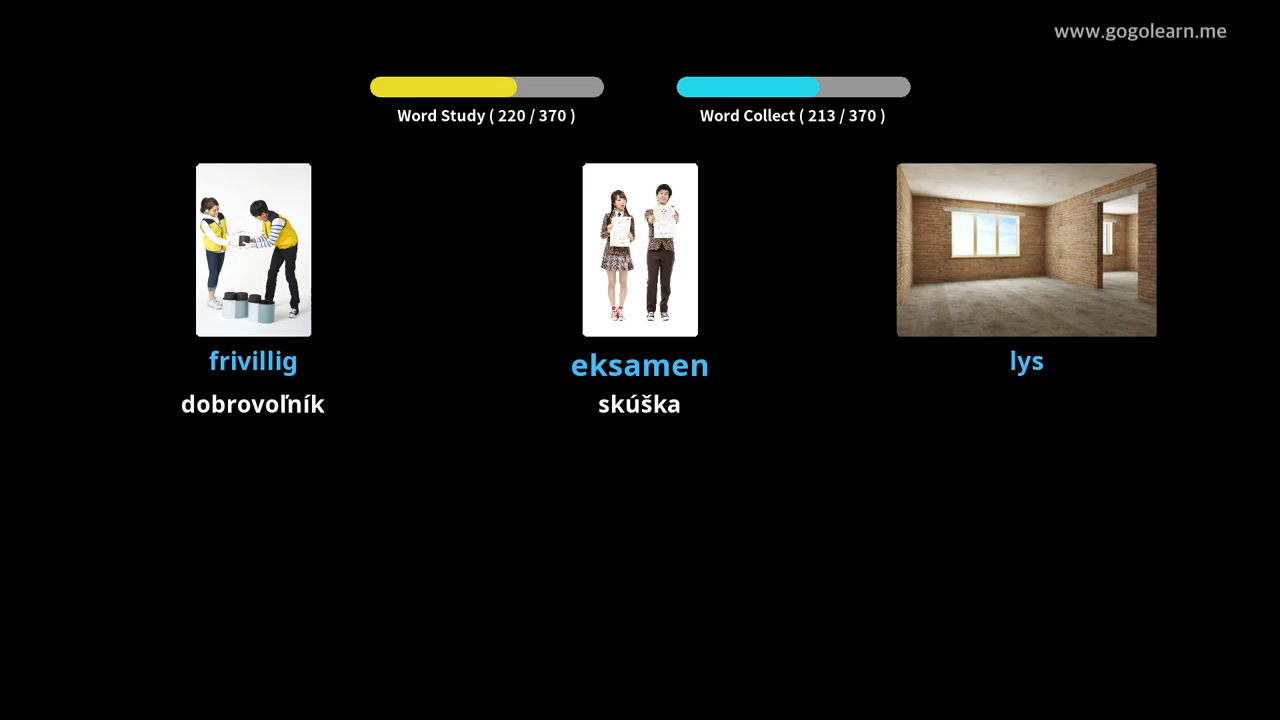 www.gogolearn.me
Word Study ( 220 / 370 )
Word Collect ( 213 / 370 )
frivillig
eksamen
lys
dobrovoľník
skúška